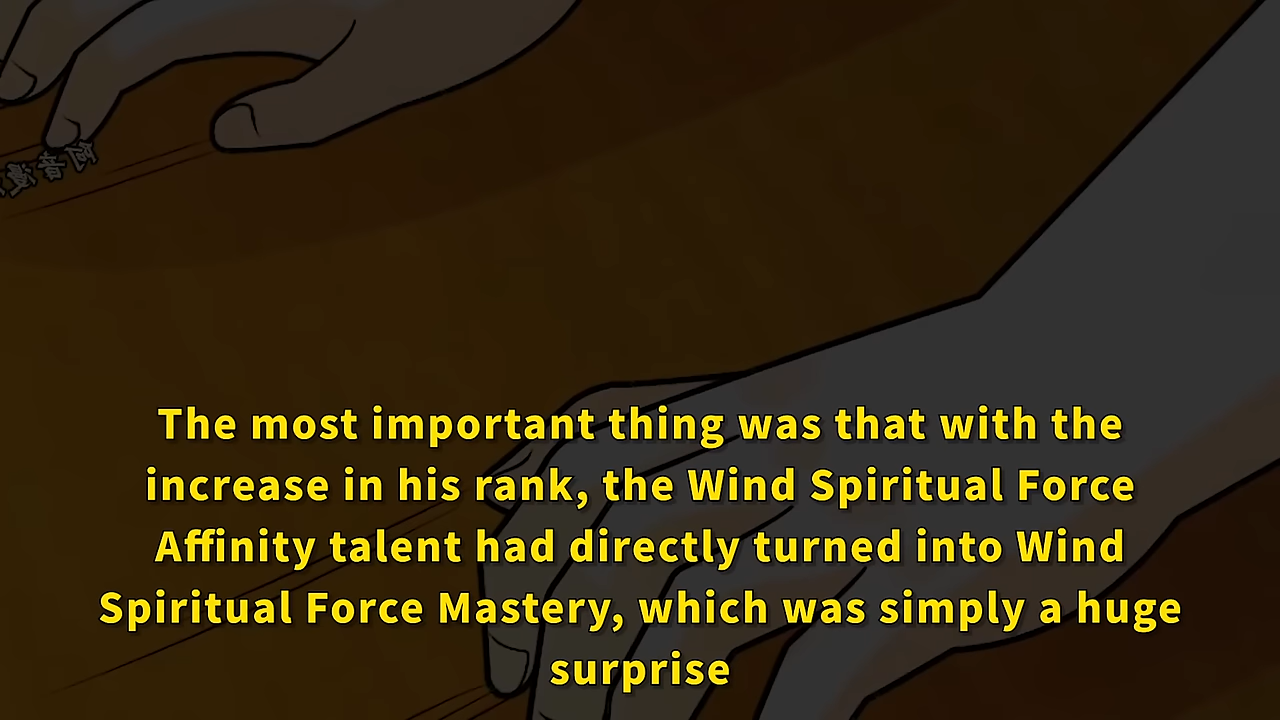 The most important thing was that with the
increase in his rank, the Wind Spiritual Force
Affinity talent had directly turned into Wind
Spiritual Force Mastery, which was simply a huge
surprise